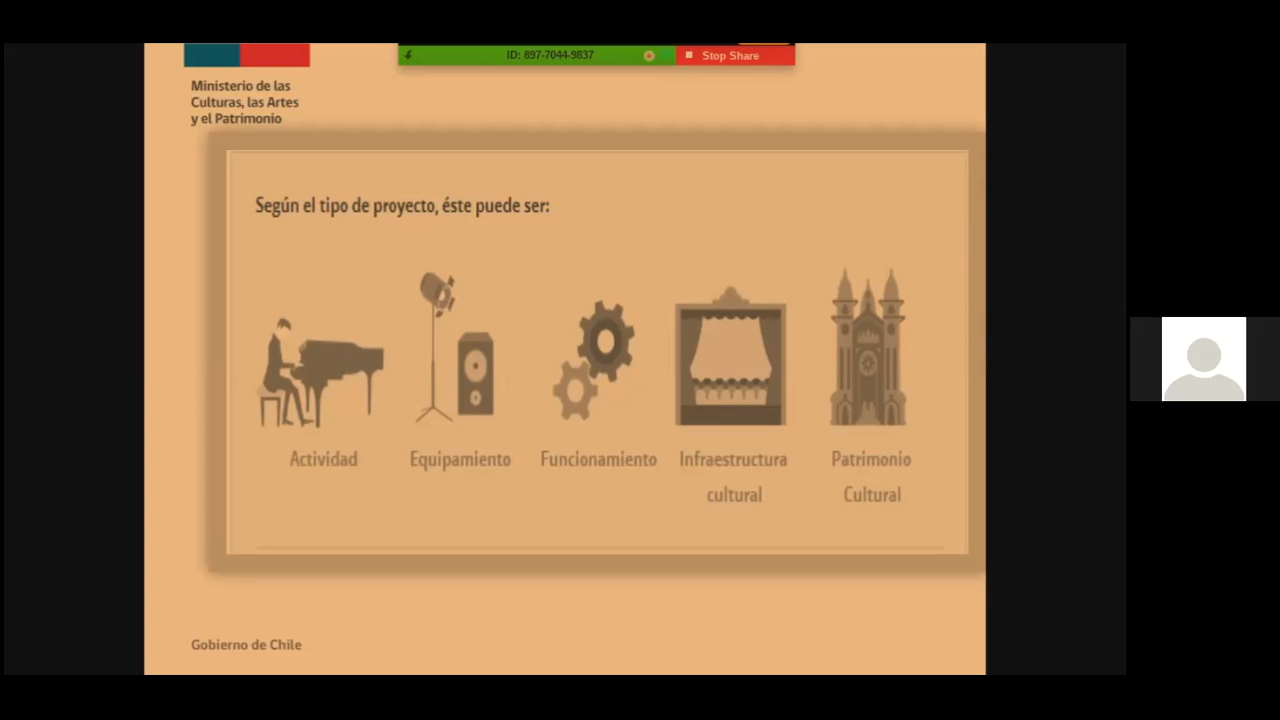 ID: 897-7044-9837
Stop Share
Ministerio de las
Culturas, las Artes
y el Patrimonio
Según el tipo de proyecto, éste puede ser:
Actividad
Equipamiento
Funcionamiento
Infraestructura
cultural
Patrimonio
Cultural
Gobierno de Chile